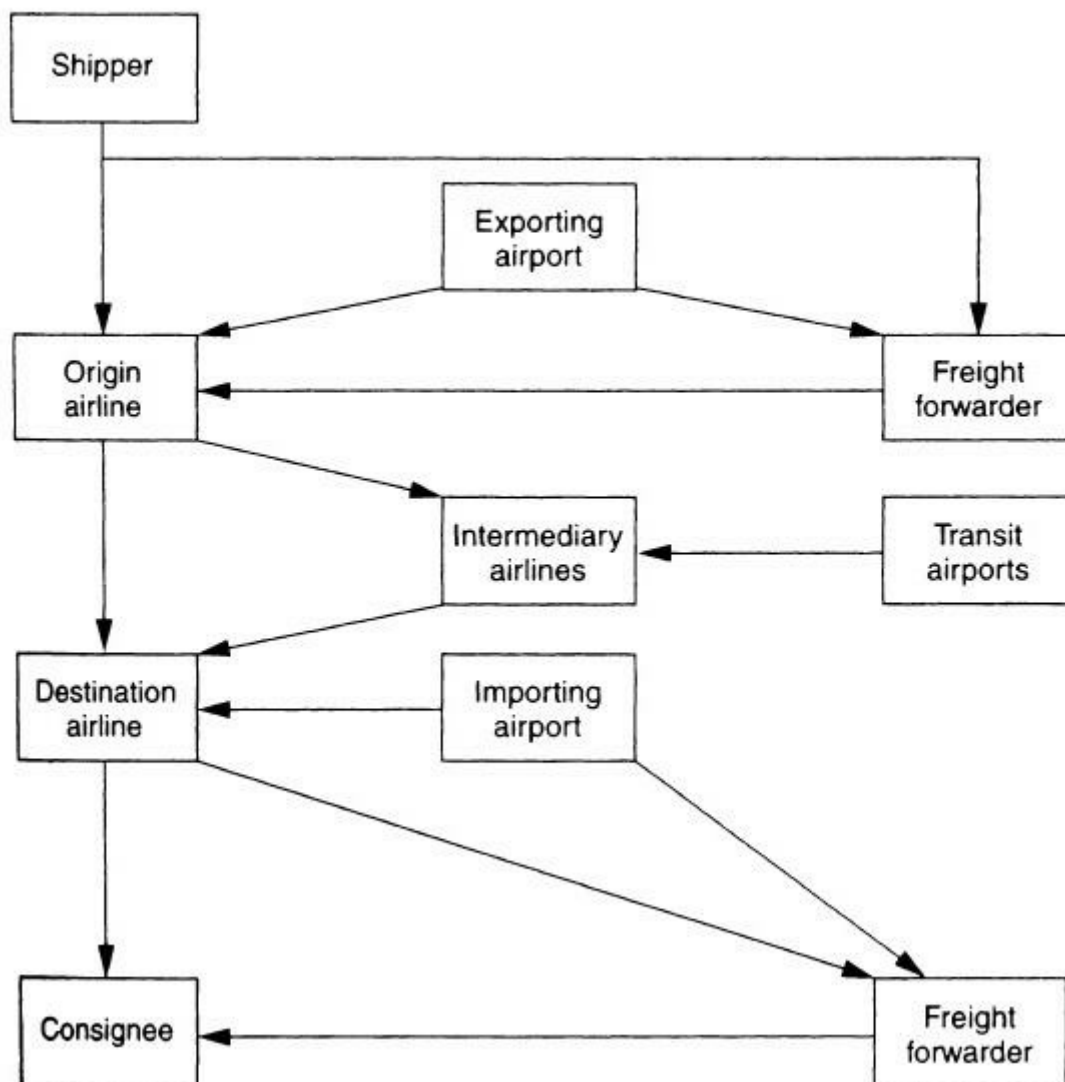 Shipper
Exporting
airport
Origin
airline
Freight
forwarder
Intermediary
airlines
Transit
airports
Destination
airline
Importing
airport
Consignee
Freight
forwarder